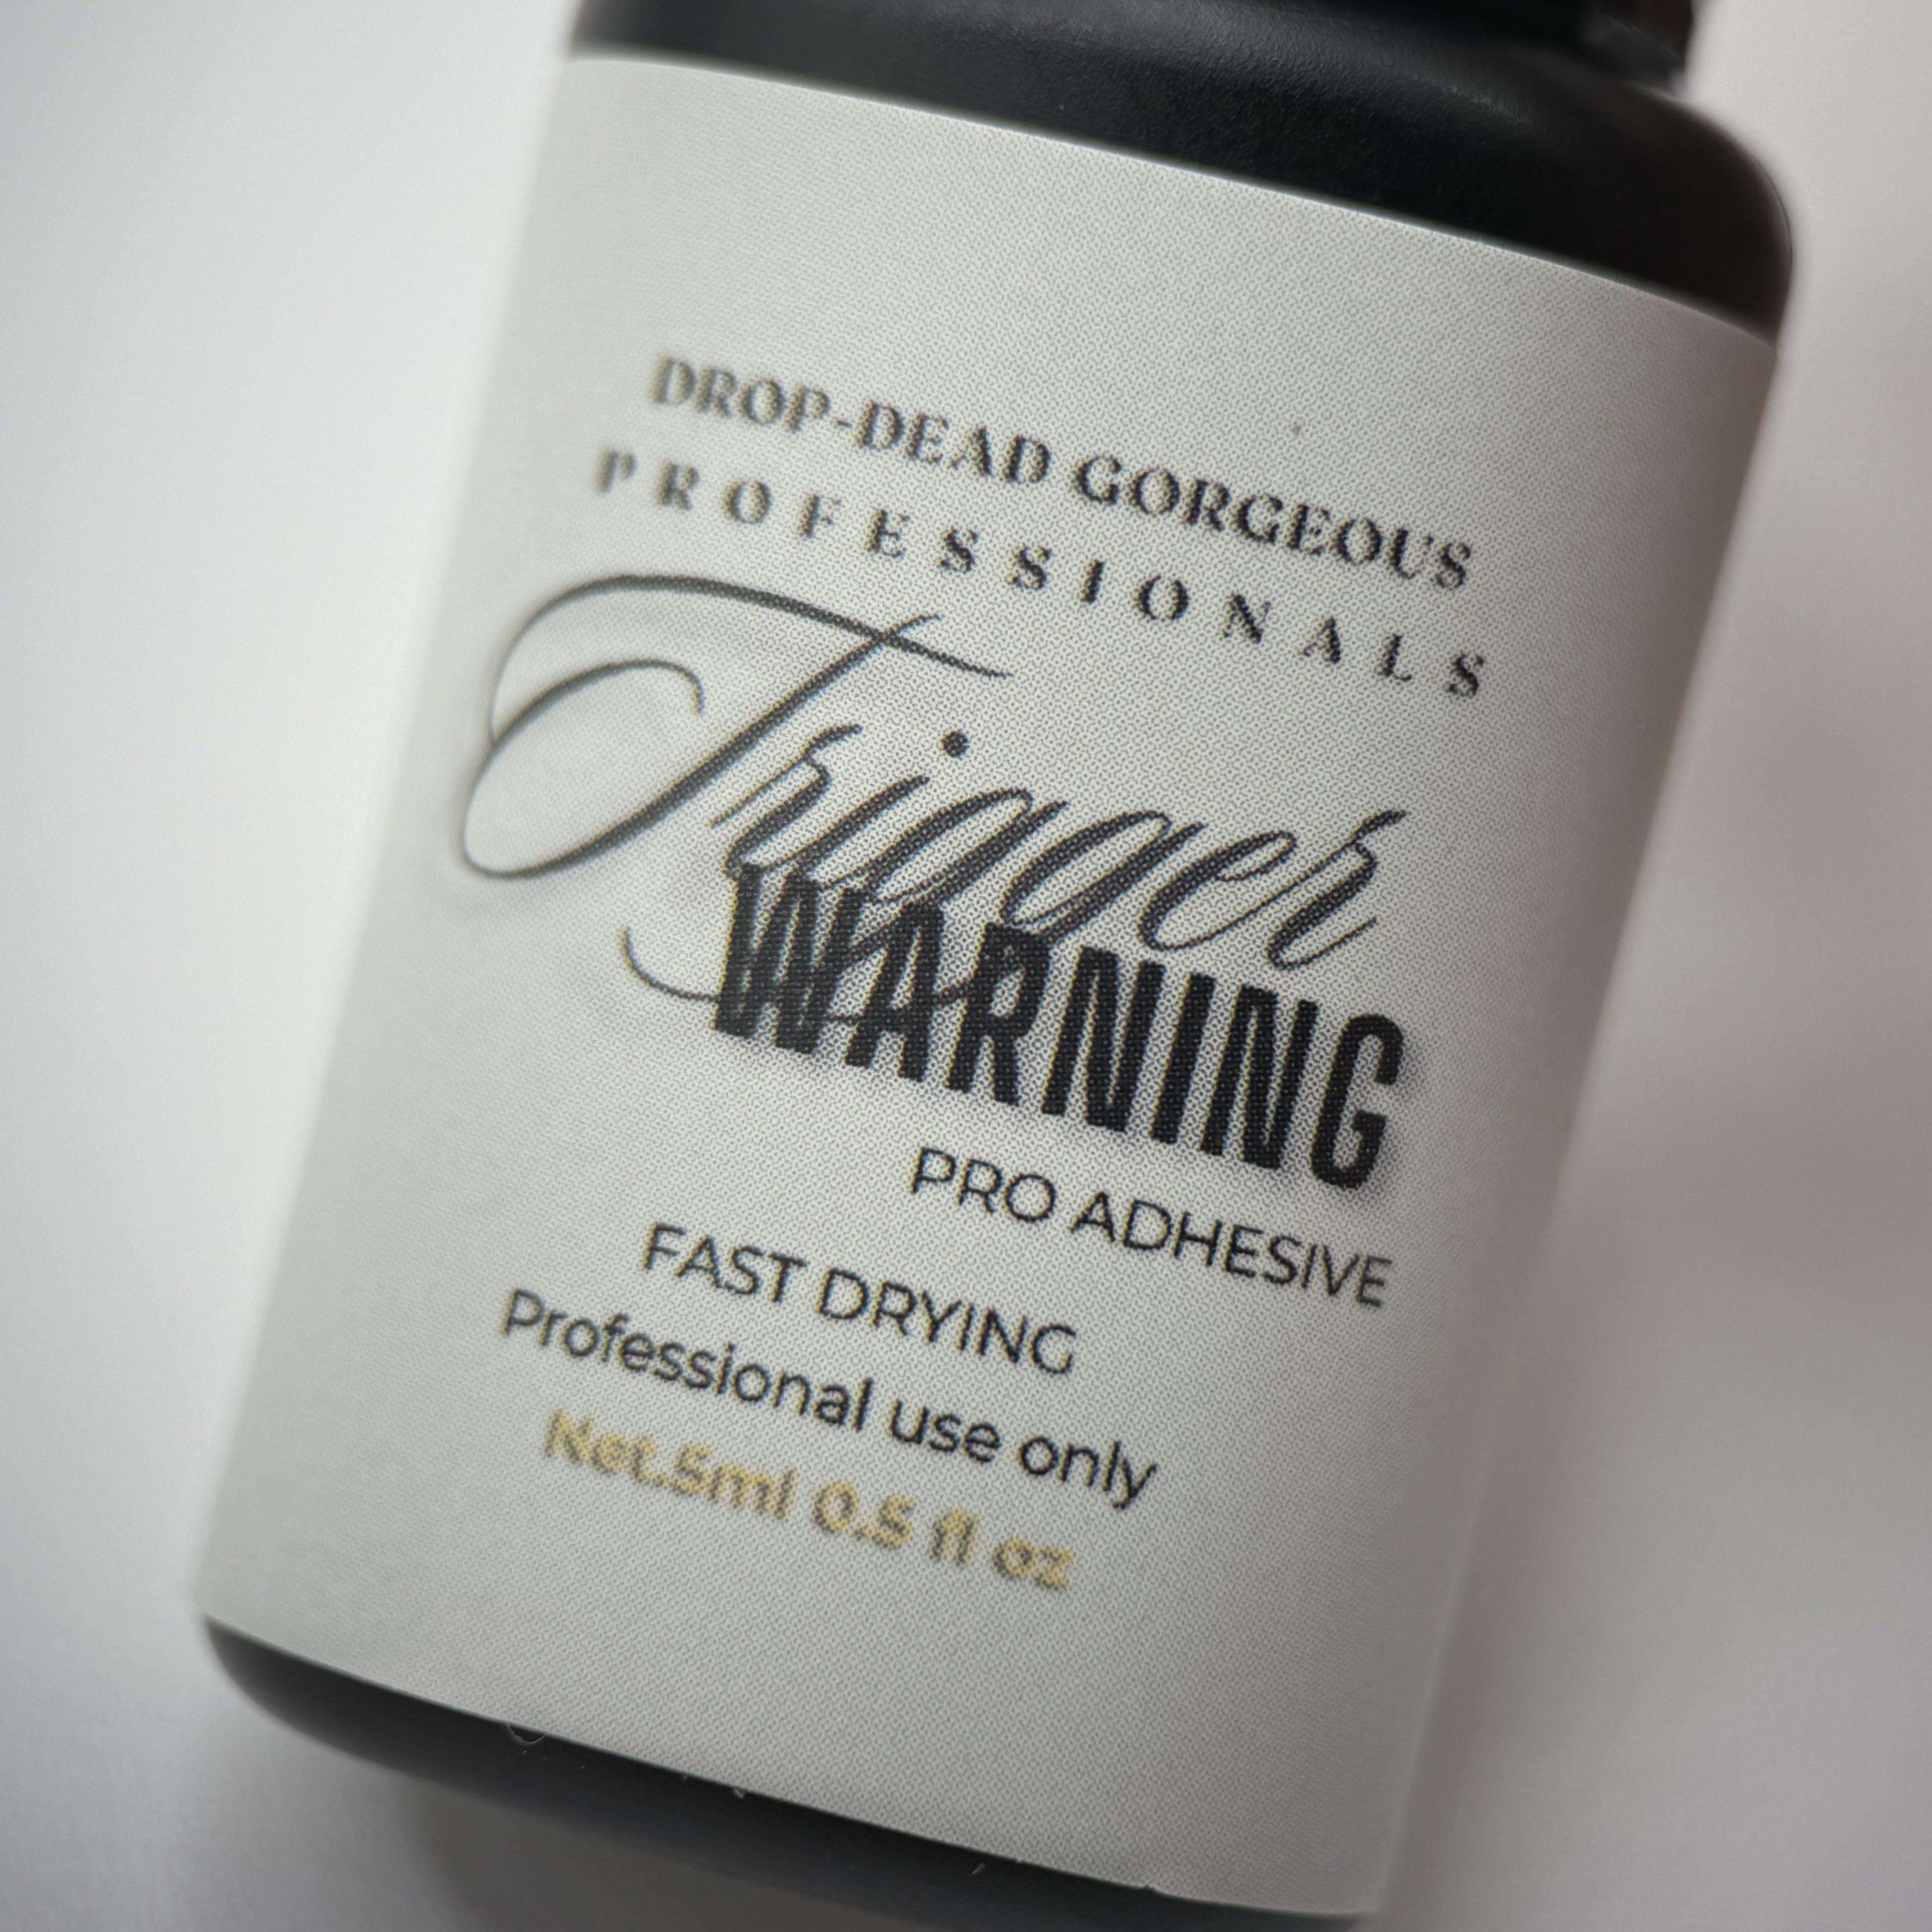 DROP-DEAD GORGEOUS
PROFESSIONALS
Trigger
WARNING
PRO ADHESIVE
FAST DRYING
Professional use only
Net.5ml 0.5 fl oz